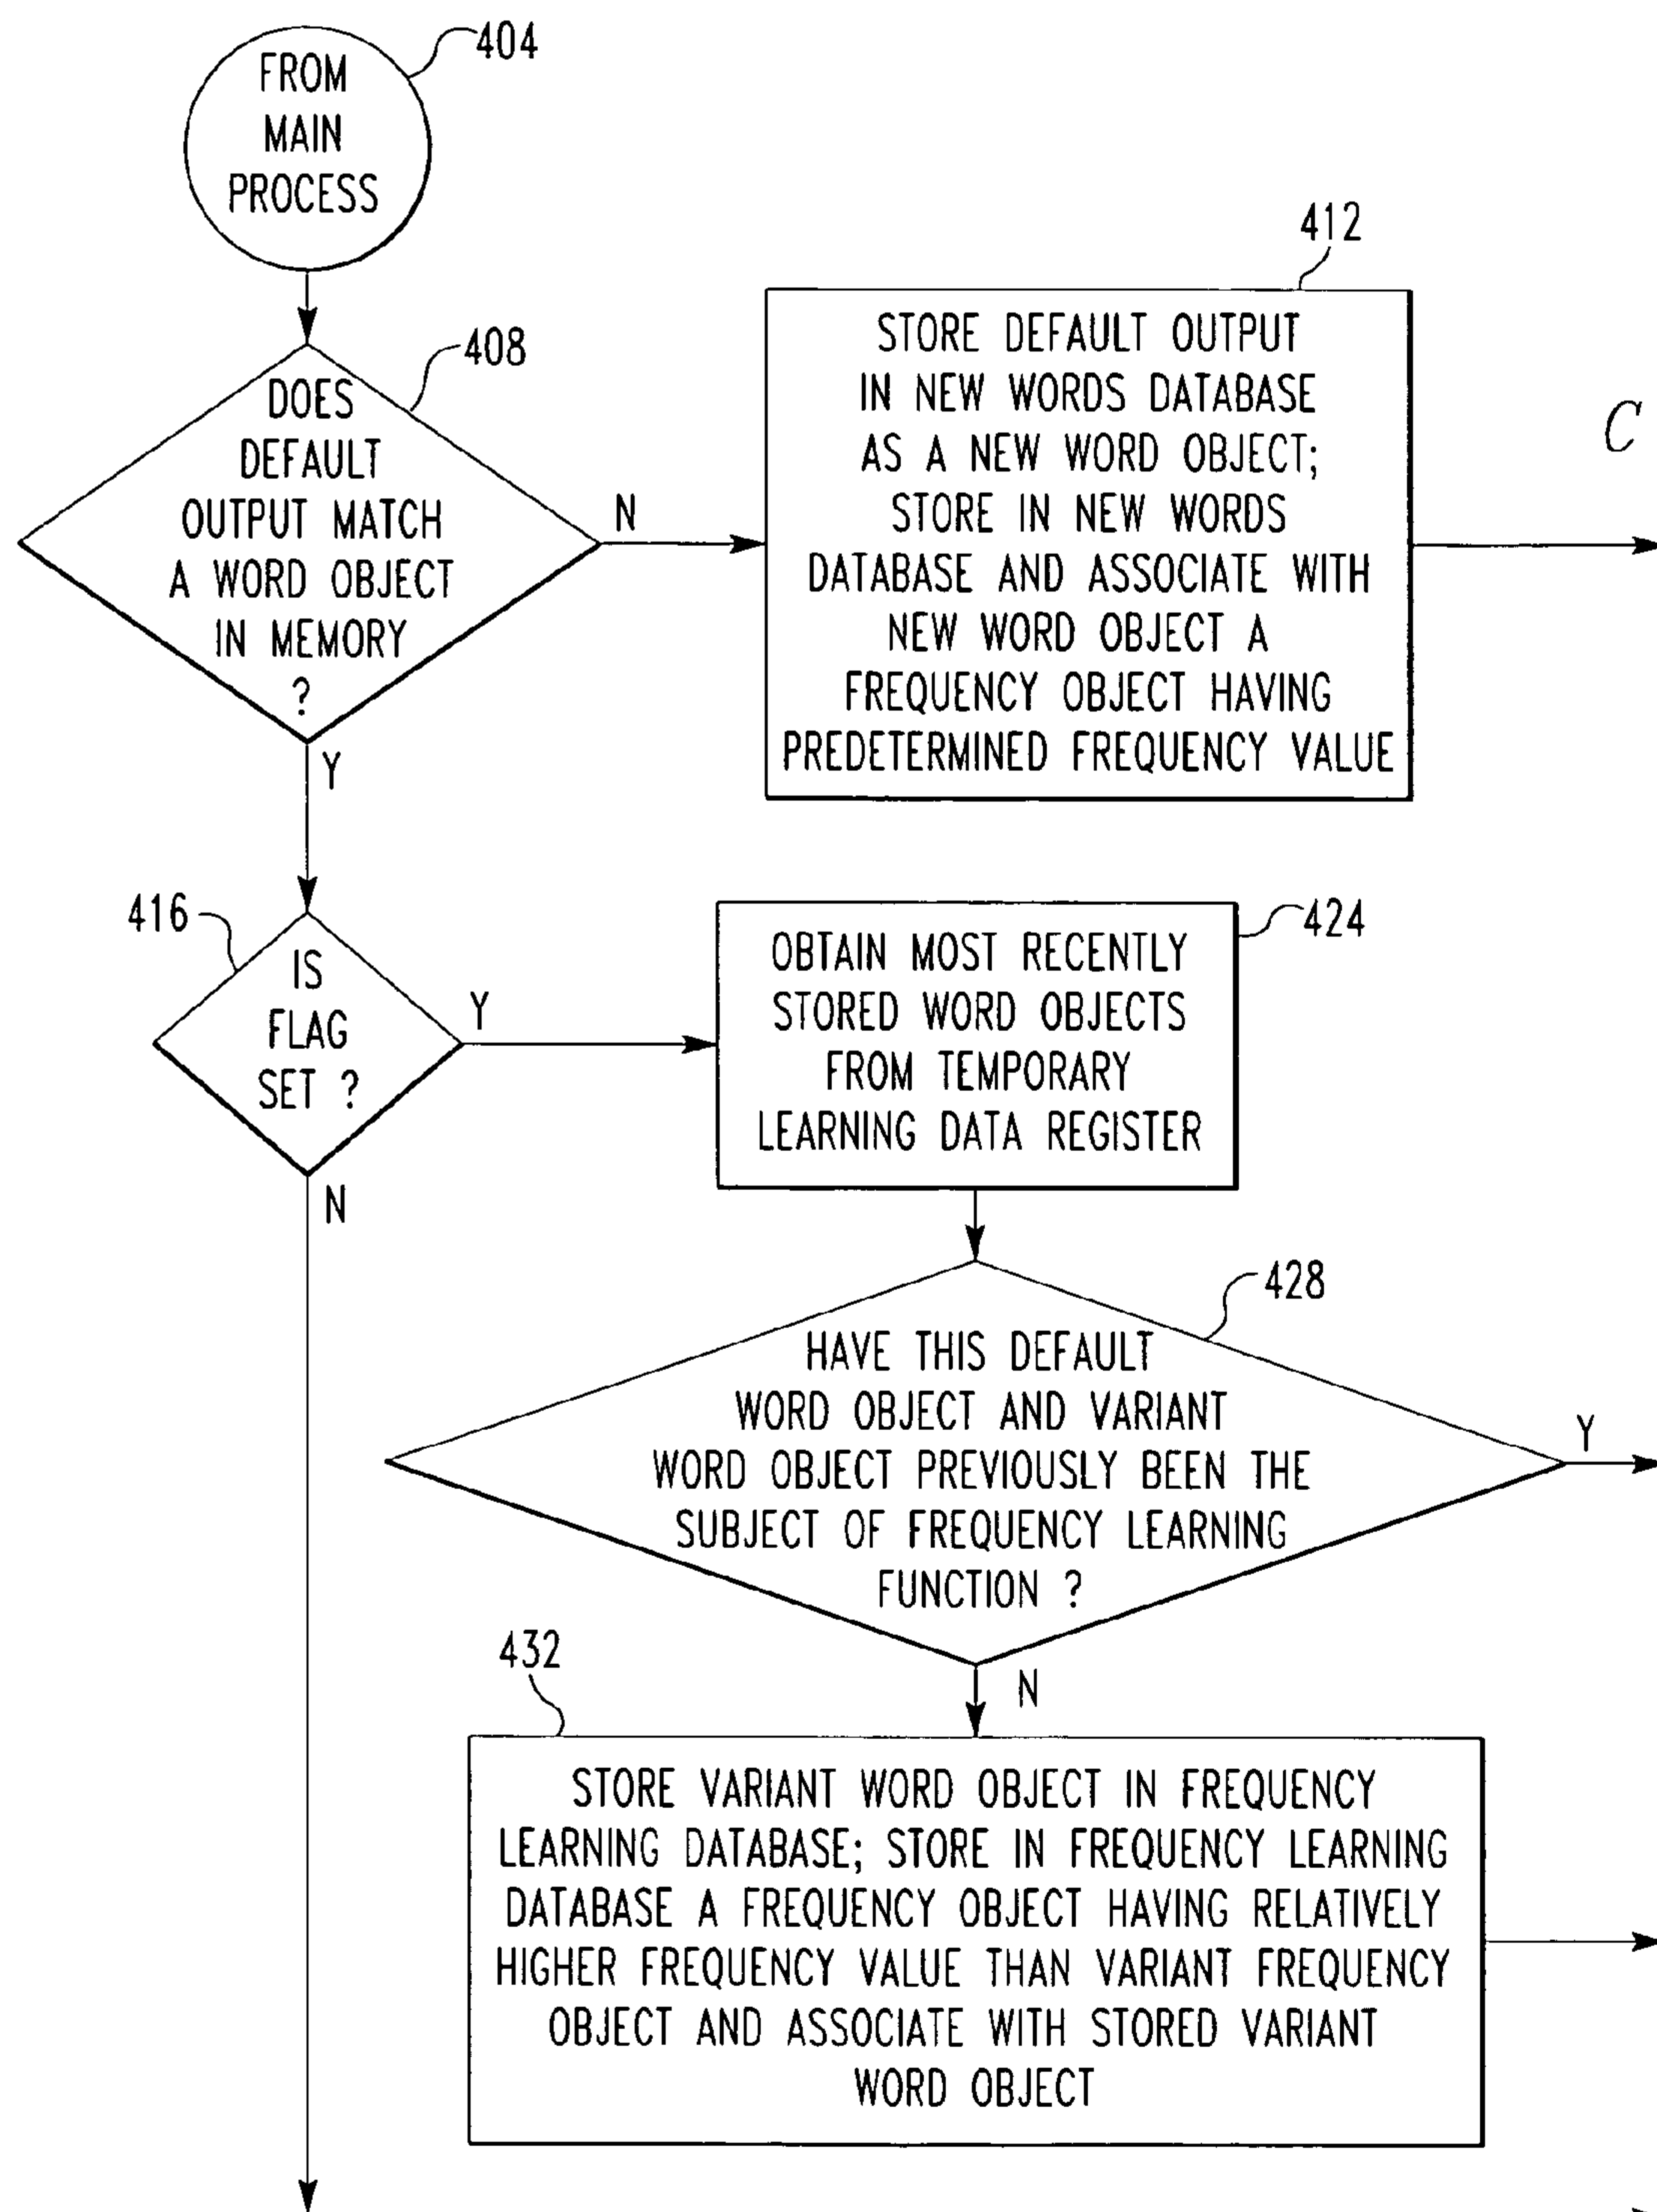 404
FROM
MAIN
PROCESS
408
DOES
DEFAULT
OUTPUT MATCH
A WORD OBJECT
IN MEMORY
?
N
Y
412
STORE DEFAULT OUTPUT
IN NEW WORDS DATABASE
AS A NEW WORD OBJECT;
STORE IN NEW WORDS
DATABASE AND ASSOCIATE WITH
NEW WORD OBJECT A
FREQUENCY OBJECT HAVING
PREDETERMINED FREQUENCY VALUE
C
416
IS
FLAG
SET ?
Y
N
424
OBTAIN MOST RECENTLY
STORED WORD OBJECTS
FROM TEMPORARY
LEARNING DATA REGISTER
428
HAVE THIS DEFAULT
WORD OBJECT AND VARIANT
WORD OBJECT PREVIOUSLY BEEN THE
SUBJECT OF FREQUENCY LEARNING
FUNCTION ?
Y
N
432
STORE VARIANT WORD OBJECT IN FREQUENCY
LEARNING DATABASE; STORE IN FREQUENCY LEARNING
DATABASE A FREQUENCY OBJECT HAVING RELATIVELY
HIGHER FREQUENCY VALUE THAN VARIANT FREQUENCY
OBJECT AND ASSOCIATE WITH STORED VARIANT
WORD OBJECT